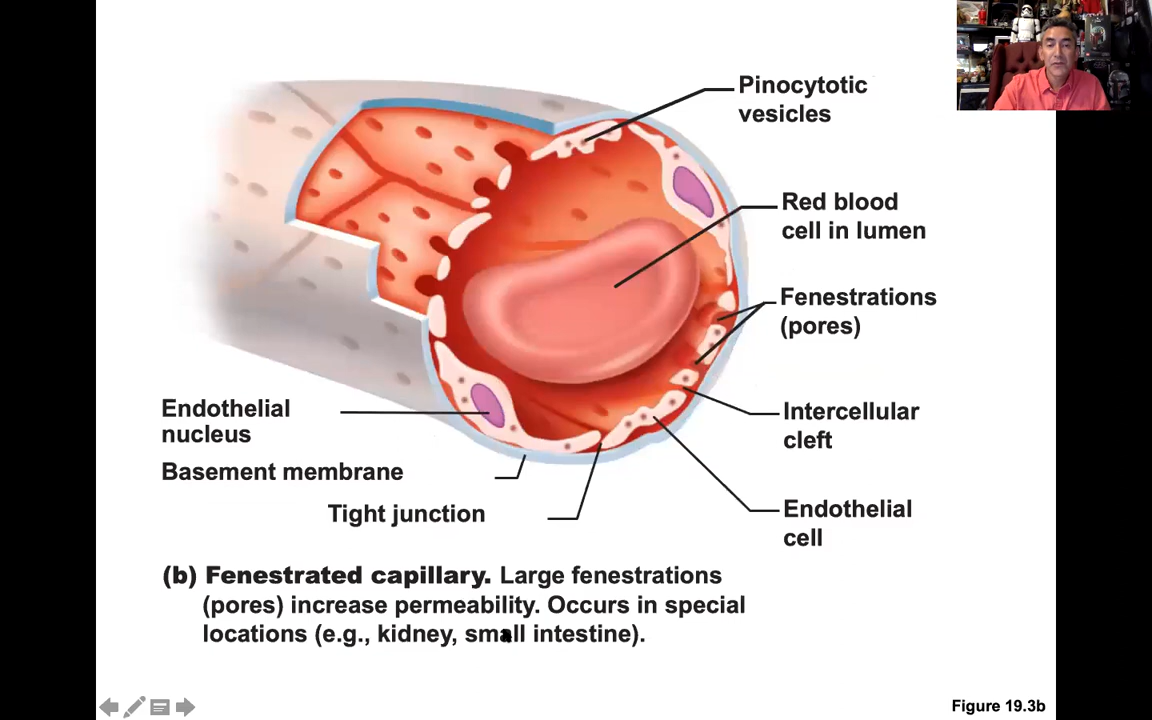 Pinocytotic
vesicles
Red blood
cell in lumen
Fenestrations
(pores)
Endothelial
nucleus
Intercellular
cleft
Basement membrane
Tight junction
Endothelial
cell
(b) Fenestrated capillary. Large fenestrations
(pores) increase permeability. Occurs in special
locations (e.g., kidney, small intestine).
Figure 19.3b